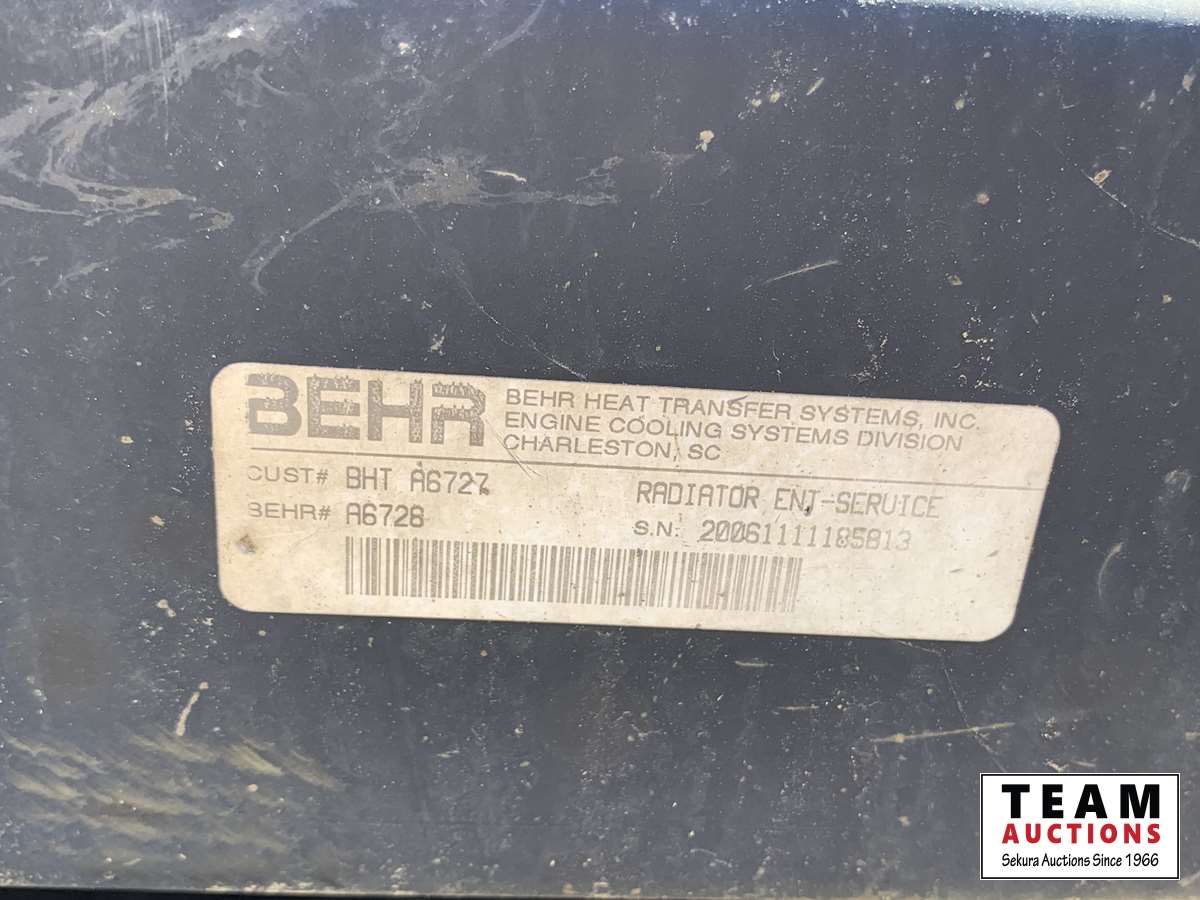 BEHR
BEHR HEAT TRANSFER SYSTEMS, INC.
ENGINE COOLING SYSTEMS DIVISION
CHARLESTON, SC
CUST# BHT A6727
RADIATOR ENT-SERVICE
BEHR# A6728
S.N: 20061111185813
TEAM
AUCTIONS
Sekura Auctions Since 1966